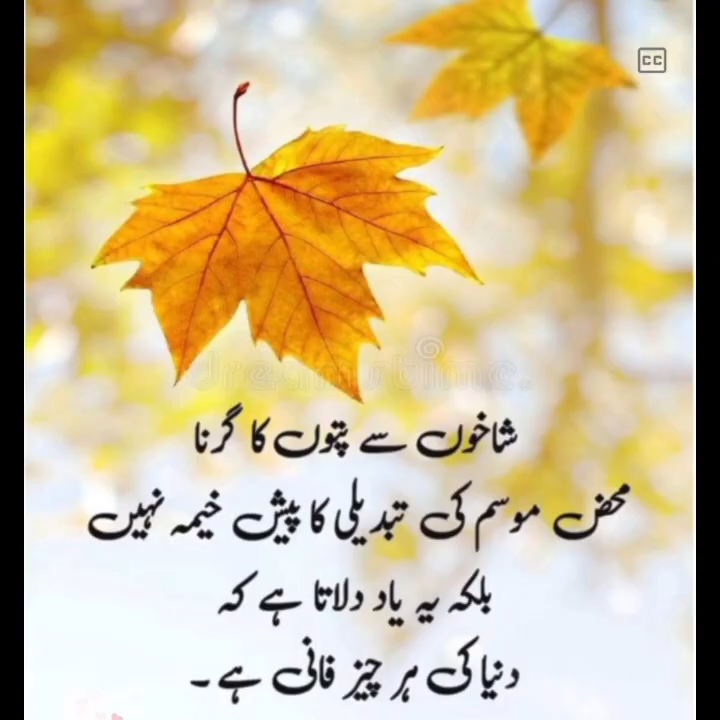 CC
dreamstime.
شاخوں سے پتوں کا گرنا
محض موسم کی تبدیلی کا پیش خیمہ نہیں
بلکہ یہ یاد دلاتا ہے کہ
دنیا کی ہر چیز فانی ہے۔